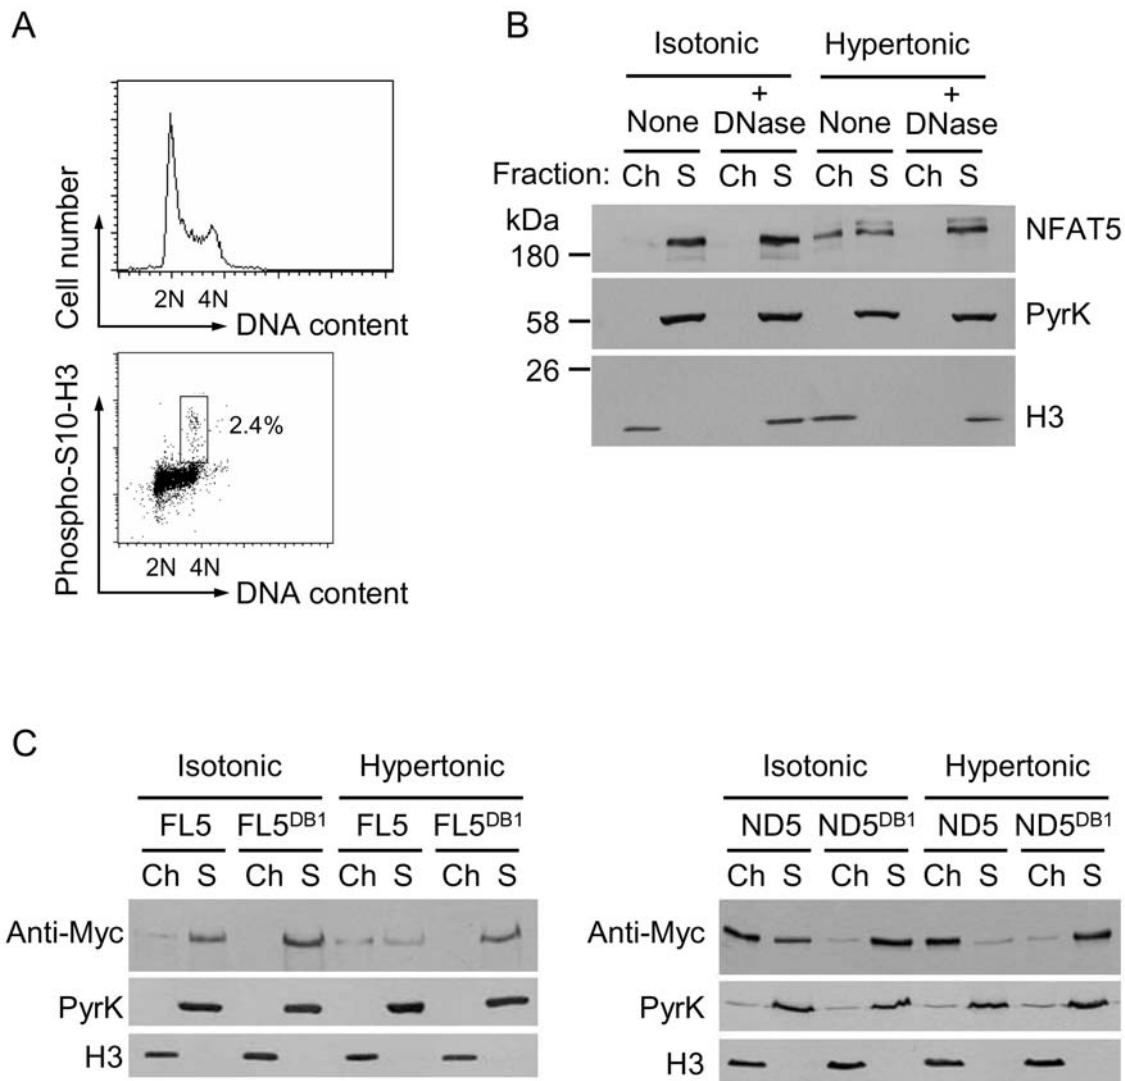 A
Cell number
2N 4N
DNA content
Phospho-S10-H3
2.4%
2N 4N
DNA content
B
Isotonic Hypertonic
+ +
None DNase None DNase
Fraction: Ch S Ch S Ch S Ch S
kDa
180
NFAT5
58
PyrK
26
H3
C
Isotonic Hypertonic
FL5 FL5DB1 FL5 FL5DB1
Ch S Ch S Ch S Ch S
Anti-Myc
PyrK
H3
Isotonic Hypertonic
ND5 ND5DB1 ND5 ND5DB1
Ch S Ch S Ch S Ch S
Anti-Myc
PyrK
H3